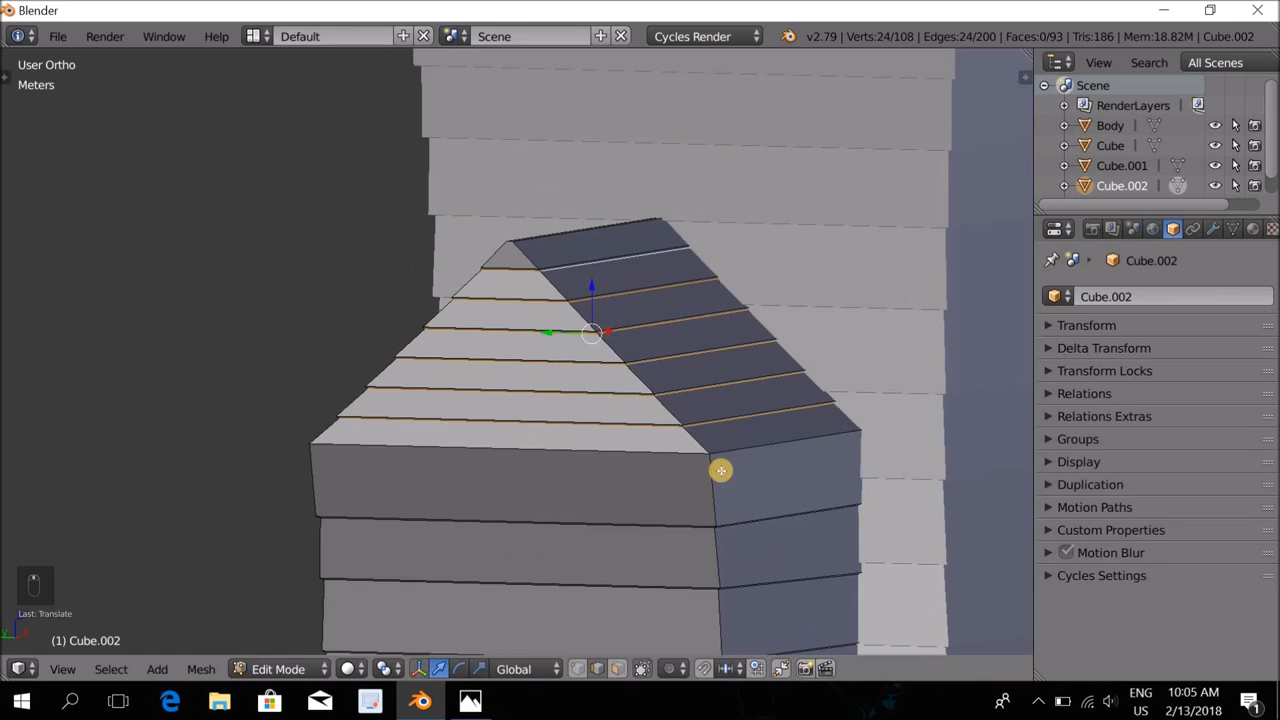 Blender
File Render Window Help Default Scene Cycles Render v2.79 | Verts:24/108 | Edges:24/200 | Faces:0/93 | Tris:186 | Mem:18.82M | Cube.002
User Ortho
Meters
View Search All Scenes
Scene
RenderLayers
Body
Cube
Cube.001
Cube.002
Cube.002
Cube.002
Transform
Delta Transform
Transform Locks
Relations
Relations Extras
Groups
Display
Duplication
Motion Paths
Custom Properties
Motion Blur
Cycles Settings
Last: Translate
(1) Cube.002
View Select Add Mesh Edit Mode Global
ENG 10:05 AM
US 2/13/2018